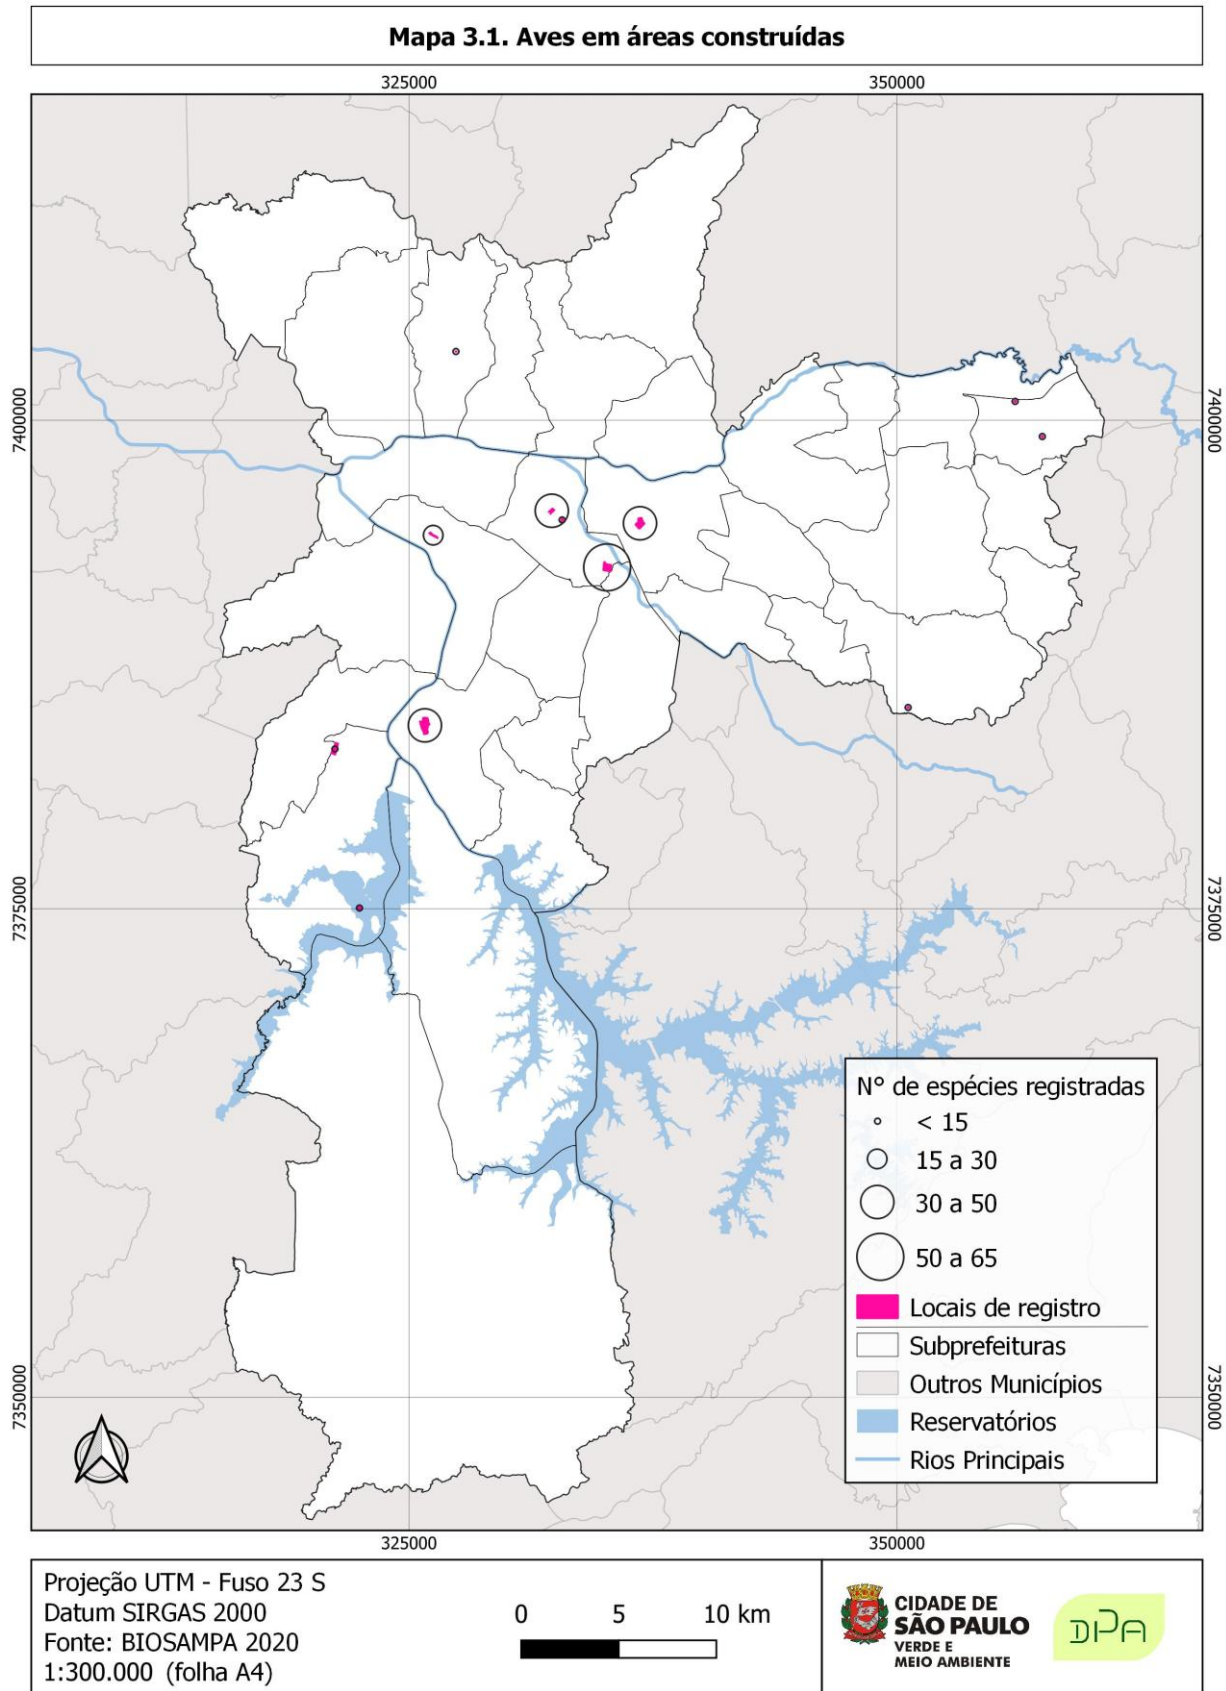 Mapa 3.1. Aves em áreas construídas
325000 350000
7400000 7400000
7375000 7375000
7350000 7350000
N° de espécies registradas
< 15
15 a 30
30 a 50
50 a 65
Locais de registro
Subprefeituras
Outros Municípios
Reservatórios
Rios Principais
325000 350000
Projeção UTM - Fuso 23 S
Datum SIRGAS 2000
Fonte: BIOSAMPA 2020
1:300.000 (folha A4)
0 5 10 km
CIDADE DE
SÃO PAULO
VERDE E
MEIO AMBIENTE
DPA